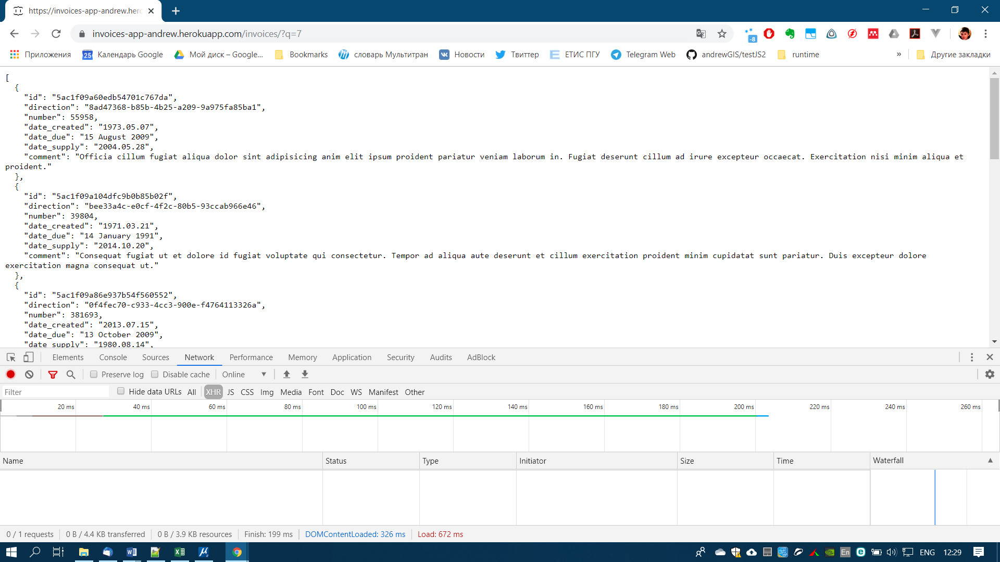 https://invoices-app-andrew.hero
invoices-app-andrew.herokuapp.com/invoices/?q=7
-8
Приложения
25
Календарь Google
Мой диск – Google...
Bookmarks
словарь Мультитран
Новости
Твиттер
ЕТИС ПГУ
Telegram Web
andrewGIS/testJS2
runtime
»
Другие закладки
[
{
"id": "5ac1f09a60edb54701c767da",
"direction": "8ad47368-b85b-4b25-a209-9a975fa85ba1",
"number": 55958,
"date_created": "1973.05.07",
"date_due": "15 August 2009",
"date_supply": "2004.05.28",
"comment": "Officia cillum fugiat aliqua dolor sint adipisicing anim elit ipsum proident pariatur veniam laborum in. Fugiat deserunt cillum ad irure excepteur occaecat. Exercitation nisi minim aliqua et
proident."
},
{
"id": "5ac1f09a104dfc9b0b85b02f",
"direction": "bee33a4c-e0cf-4f2c-80b5-93ccab966e46",
"number": 39804,
"date_created": "1971.03.21",
"date_due": "14 January 1991",
"date_supply": "2014.10.20",
"comment": "Consequat fugiat ut et dolore id fugiat voluptate qui consectetur. Tempor ad aliqua aute deserunt et cillum exercitation proident minim cupidatat sunt pariatur. Duis excepteur dolore
exercitation magna consequat ut."
},
{
"id": "5ac1f09a86e937b54f560552",
"direction": "0f4fec70-c933-4cc3-900e-f4764113326a",
"number": 381693,
"date_created": "2013.07.15",
"date_due": "13 October 2009",
"date_supply": "1980.08.14",
Elements Console Sources Network Performance Memory Application Security Audits AdBlock
Preserve log Disable cache Online
Filter Hide data URLs All XHR JS CSS Img Media Font Doc WS Manifest Other
20 ms 40 ms 60 ms 80 ms 100 ms 120 ms 140 ms 160 ms 180 ms 200 ms 220 ms 240 ms 260 ms
Name Status Type Initiator Size Time Waterfall
0 / 1 requests 0 B / 4.4 KB transferred 0 B / 3.9 KB resources Finish: 199 ms DOMContentLoaded: 326 ms Load: 672 ms
En ENG 12:29